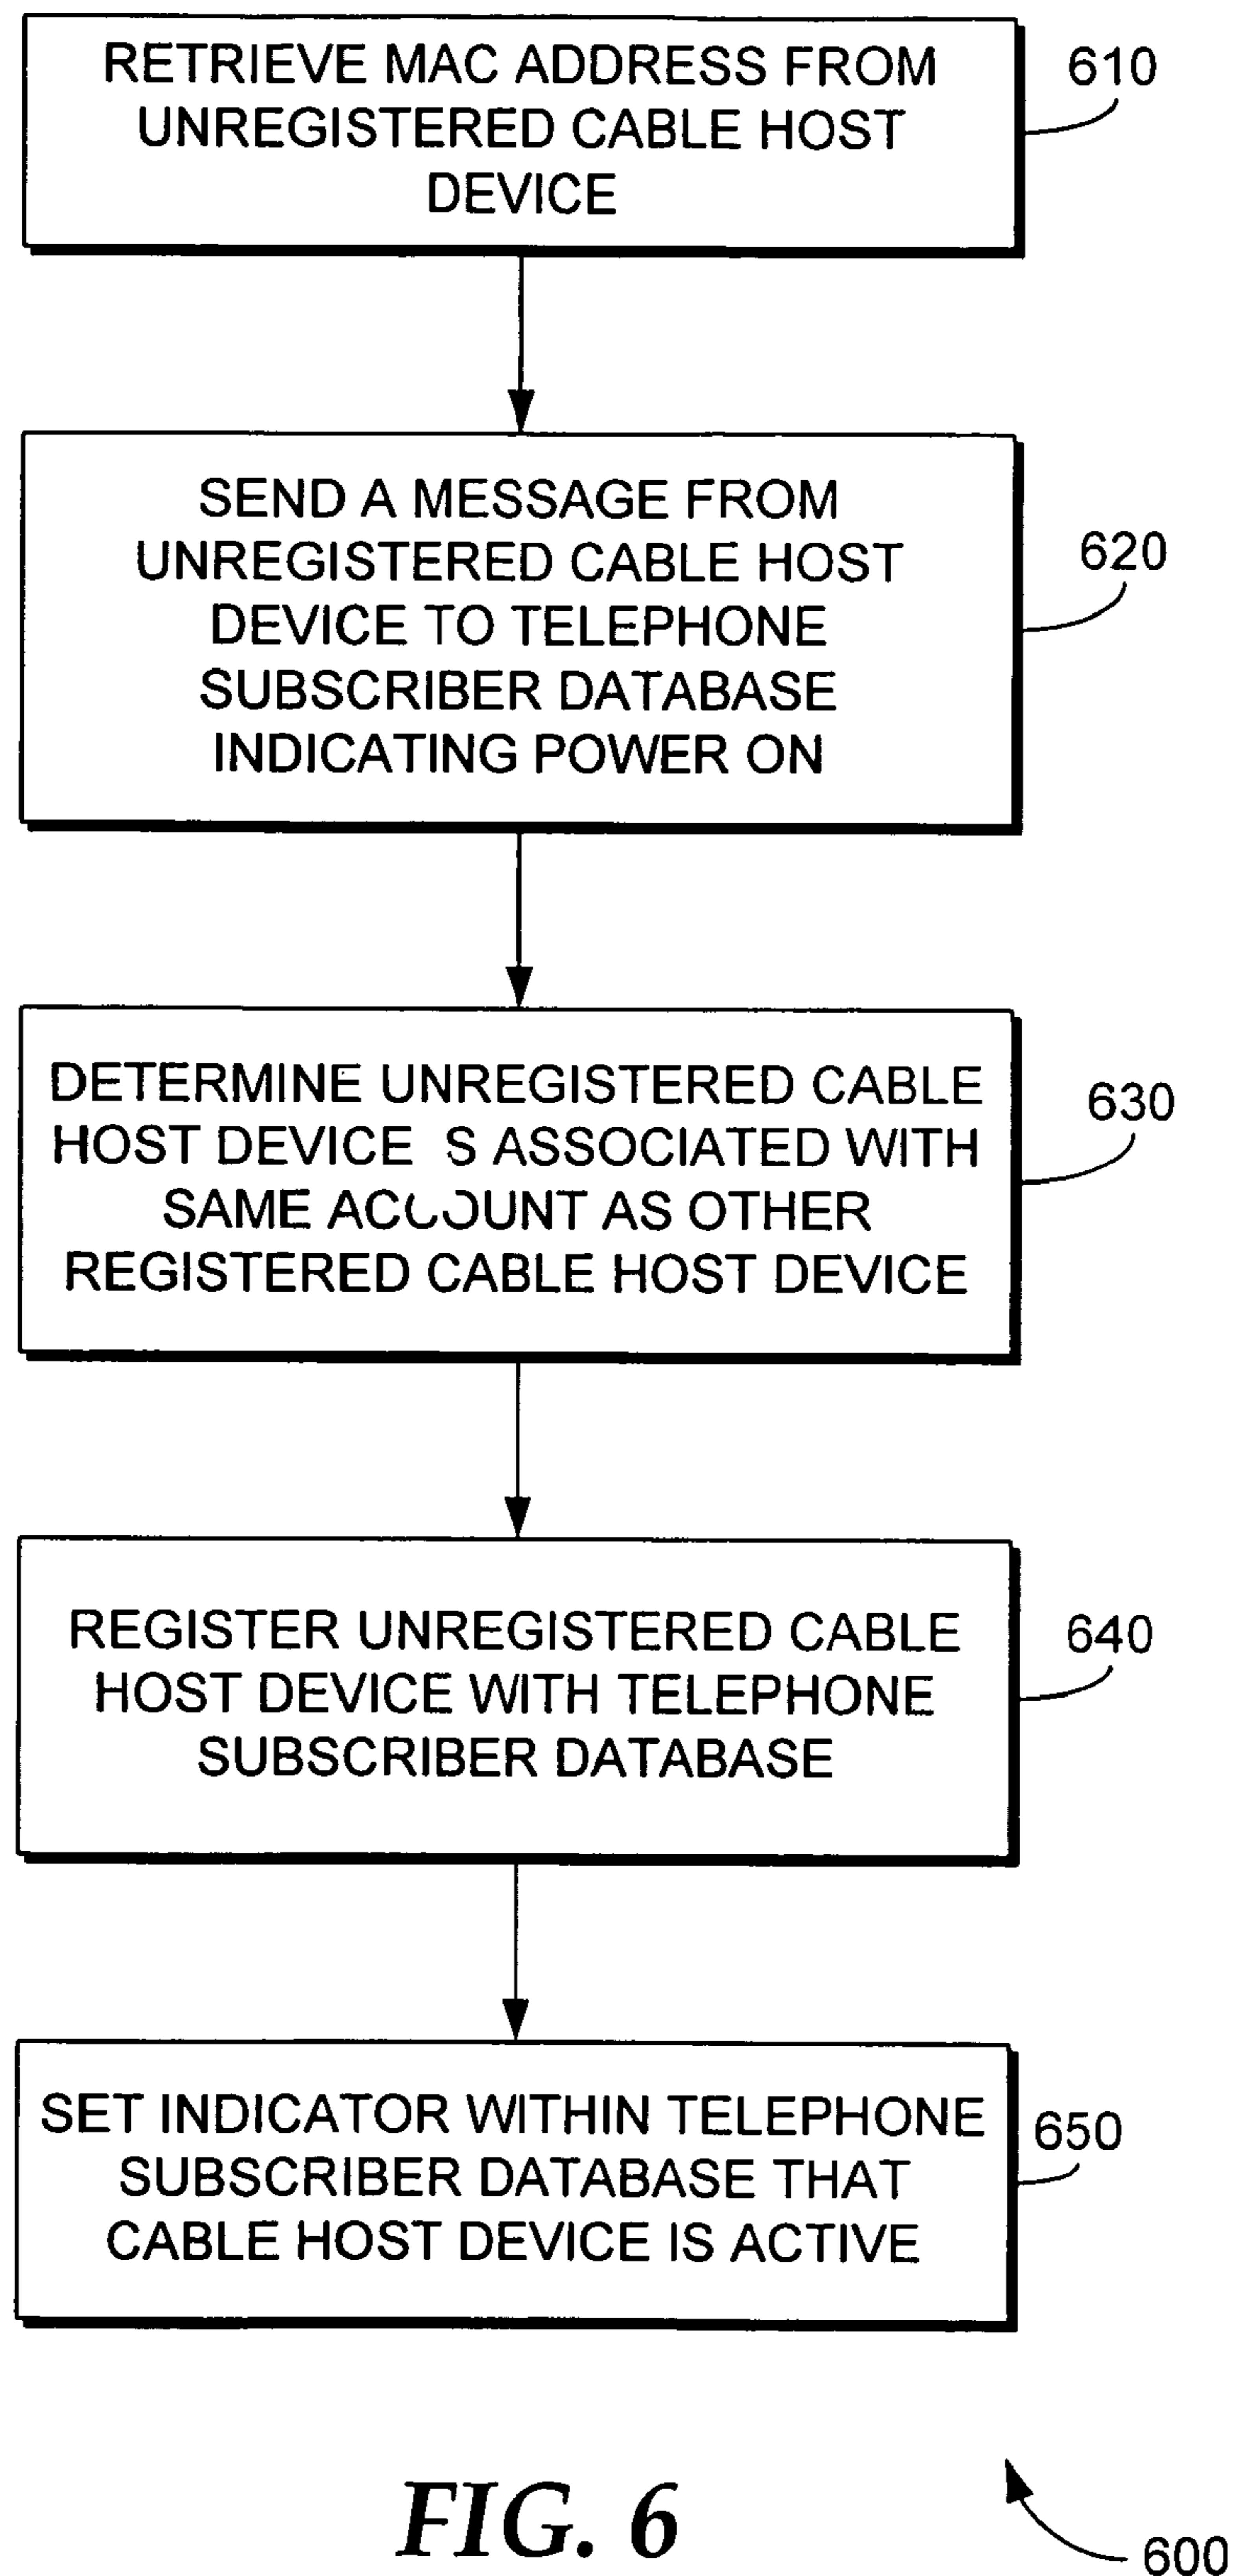 RETRIEVE MAC ADDRESS FROM
UNREGISTERED CABLE HOST
DEVICE
610
SEND A MESSAGE FROM
UNREGISTERED CABLE HOST
DEVICE TO TELEPHONE
SUBSCRIBER DATABASE
INDICATING POWER ON
620
DETERMINE UNREGISTERED CABLE
HOST DEVICE S ASSOCIATED WITH
SAME ACCOUNT AS OTHER
REGISTERED CABLE HOST DEVICE
630
REGISTER UNREGISTERED CABLE
HOST DEVICE WITH TELEPHONE
SUBSCRIBER DATABASE
640
SET INDICATOR WITHIN TELEPHONE
SUBSCRIBER DATABASE THAT
CABLE HOST DEVICE IS ACTIVE
650
FIG. 6
600